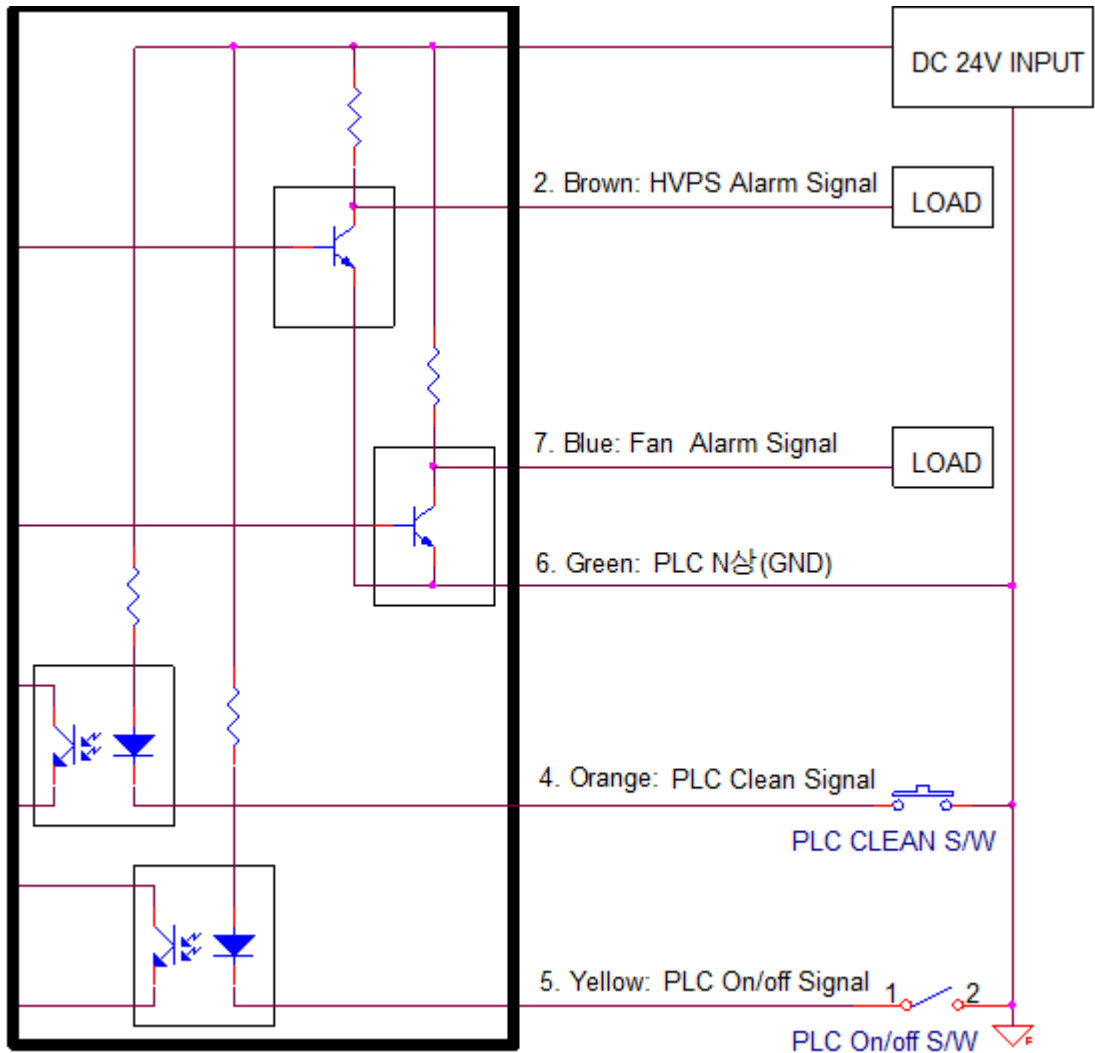 DC 24V INPUT
2. Brown: HVPS Alarm Signal
LOAD
7. Blue: Fan Alarm Signal
LOAD
6. Green: PLC N상(GND)
4. Orange: PLC Clean Signal
PLC CLEAN S/W
5. Yellow: PLC On/off Signal
1 2
PLC On/off S/W
F